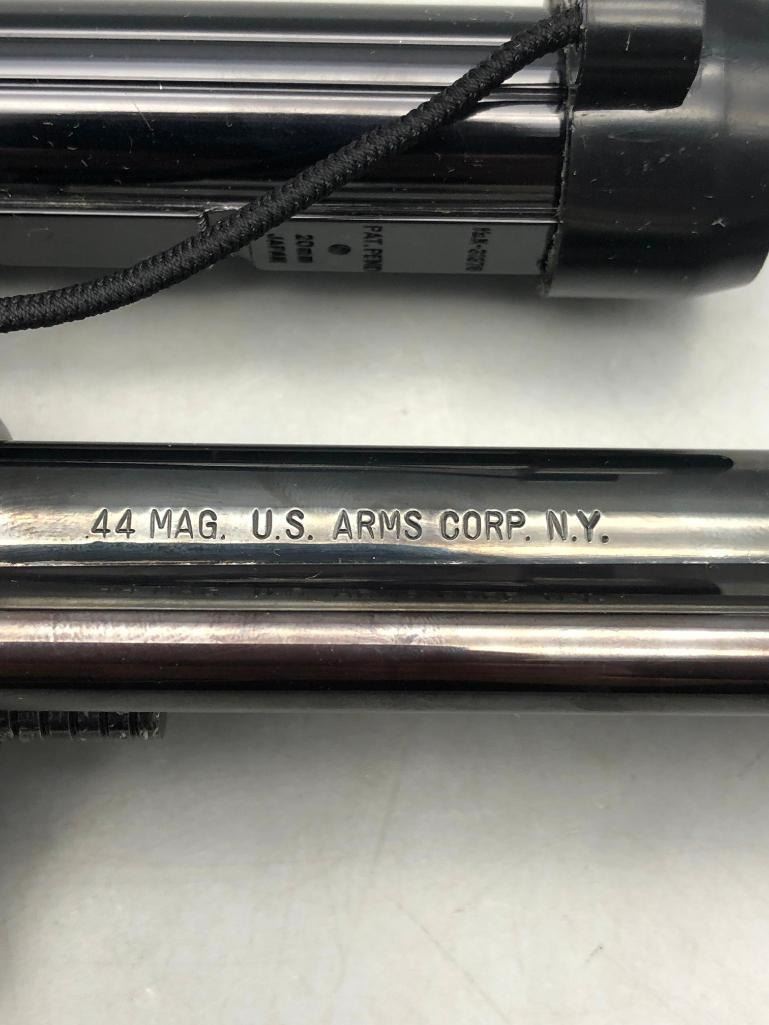 PAT. PEND
20mm
JAPAN
.44 MAG. U.S. ARMS CORP. N.Y.